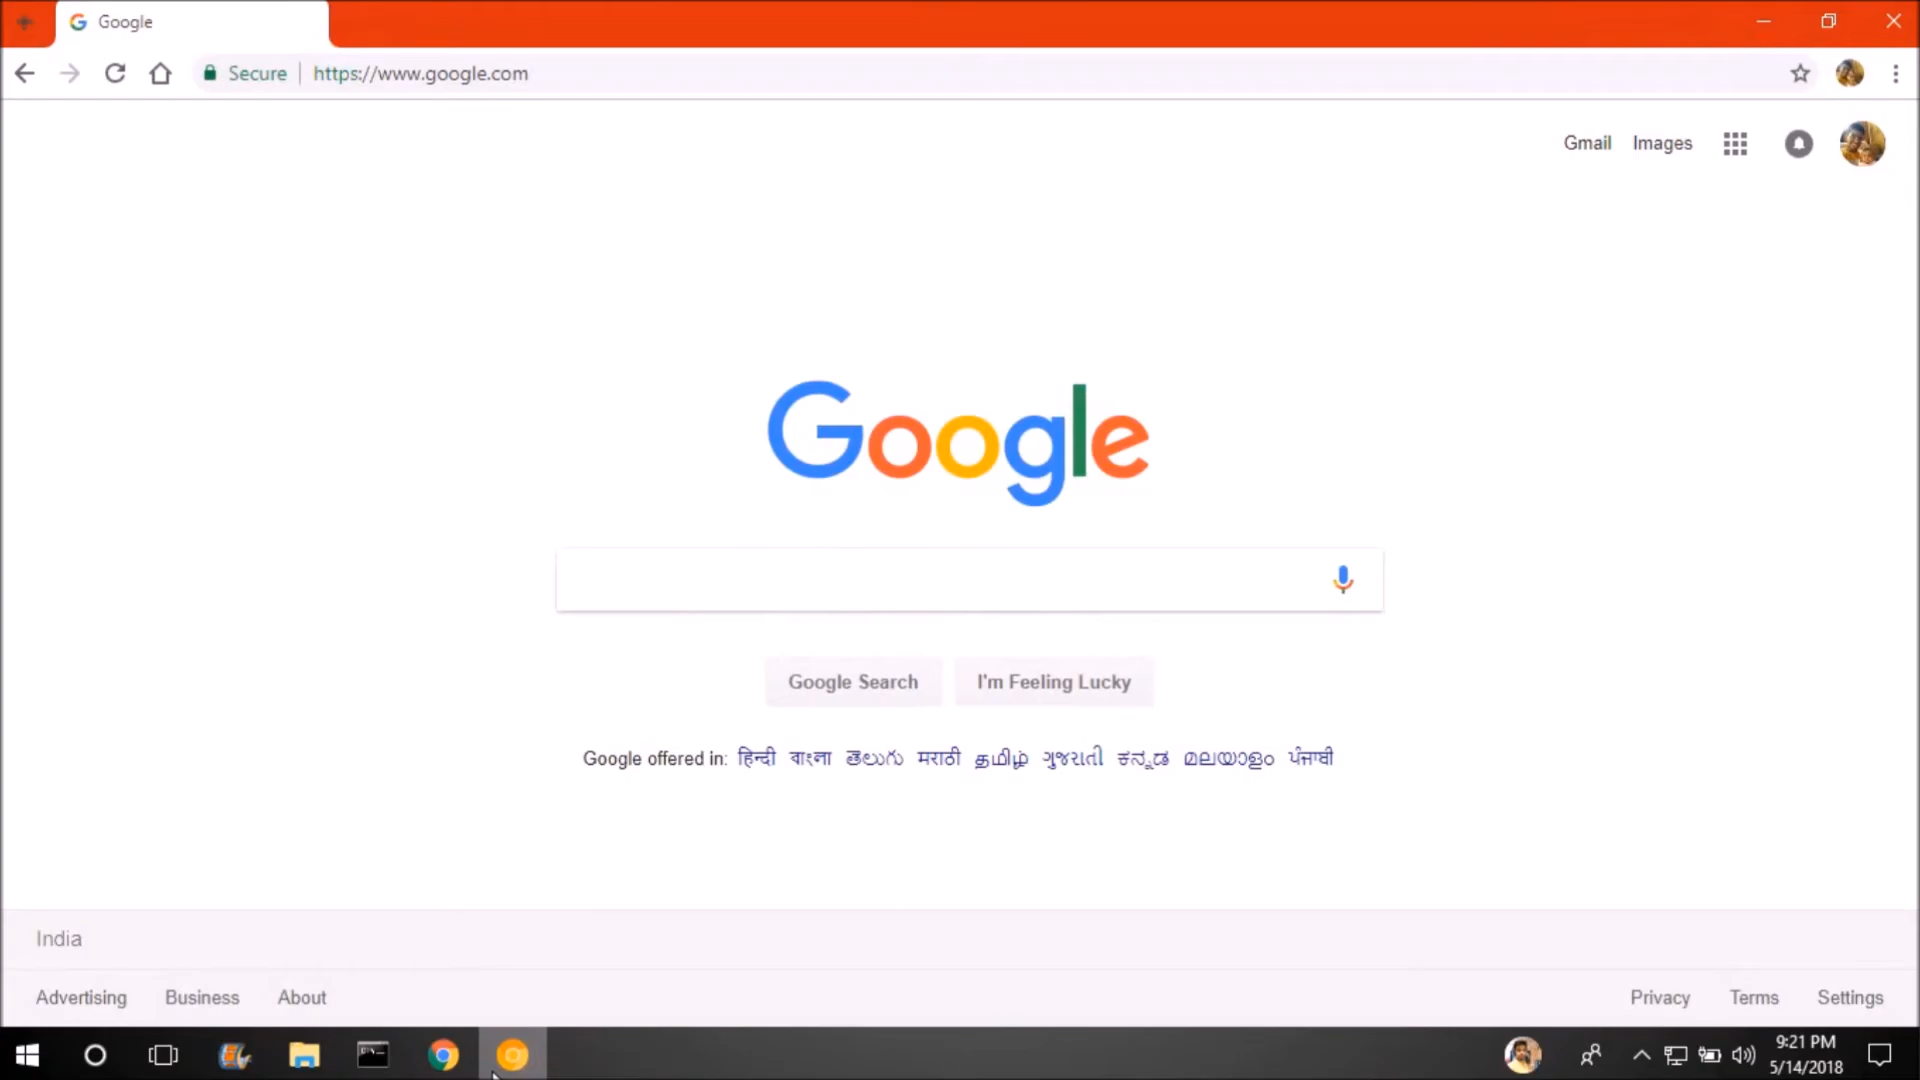 Google
Secure https://www.google.com
Gmail Images
Google
Google Search I'm Feeling Lucky
Google offered in: हिन्दी বাংলা తెలుగు मराठी தமிழ் ગુજરાતી ಕನ್ನಡ മലയാളം ਪੰਜਾਬੀ
India
Advertising Business About Privacy Terms Settings
9:21 PM
5/14/2018